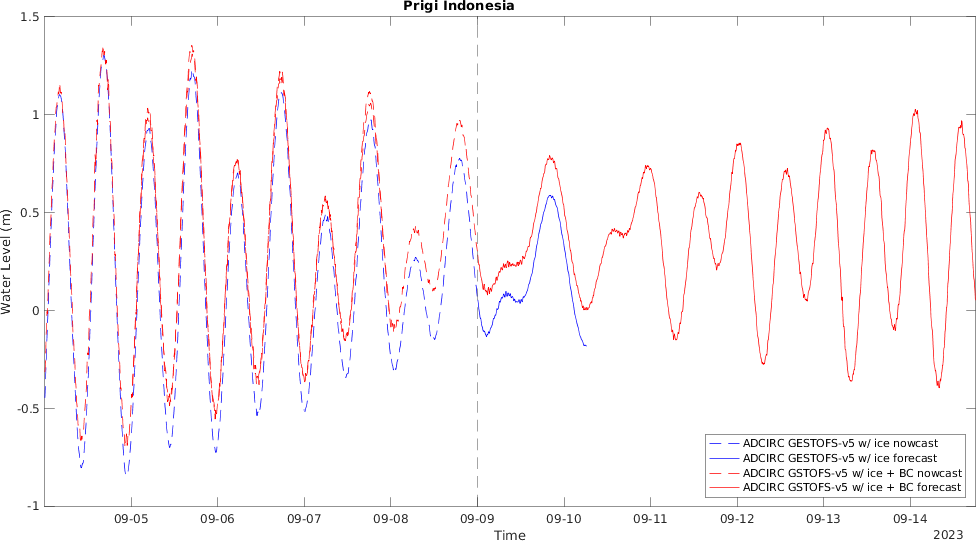 Prigi Indonesia
1.5
1
0.5
0
-0.5
-1
Water Level (m)
09-05 09-06 09-07 09-08 09-09 09-10 09-11 09-12 09-13 09-14
Time
2023
ADCIRC GESTOFS-v5 w/ ice nowcast
ADCIRC GESTOFS-v5 w/ ice forecast
ADCIRC GSTOFS-v5 w/ ice + BC nowcast
ADCIRC GSTOFS-v5 w/ ice + BC forecast